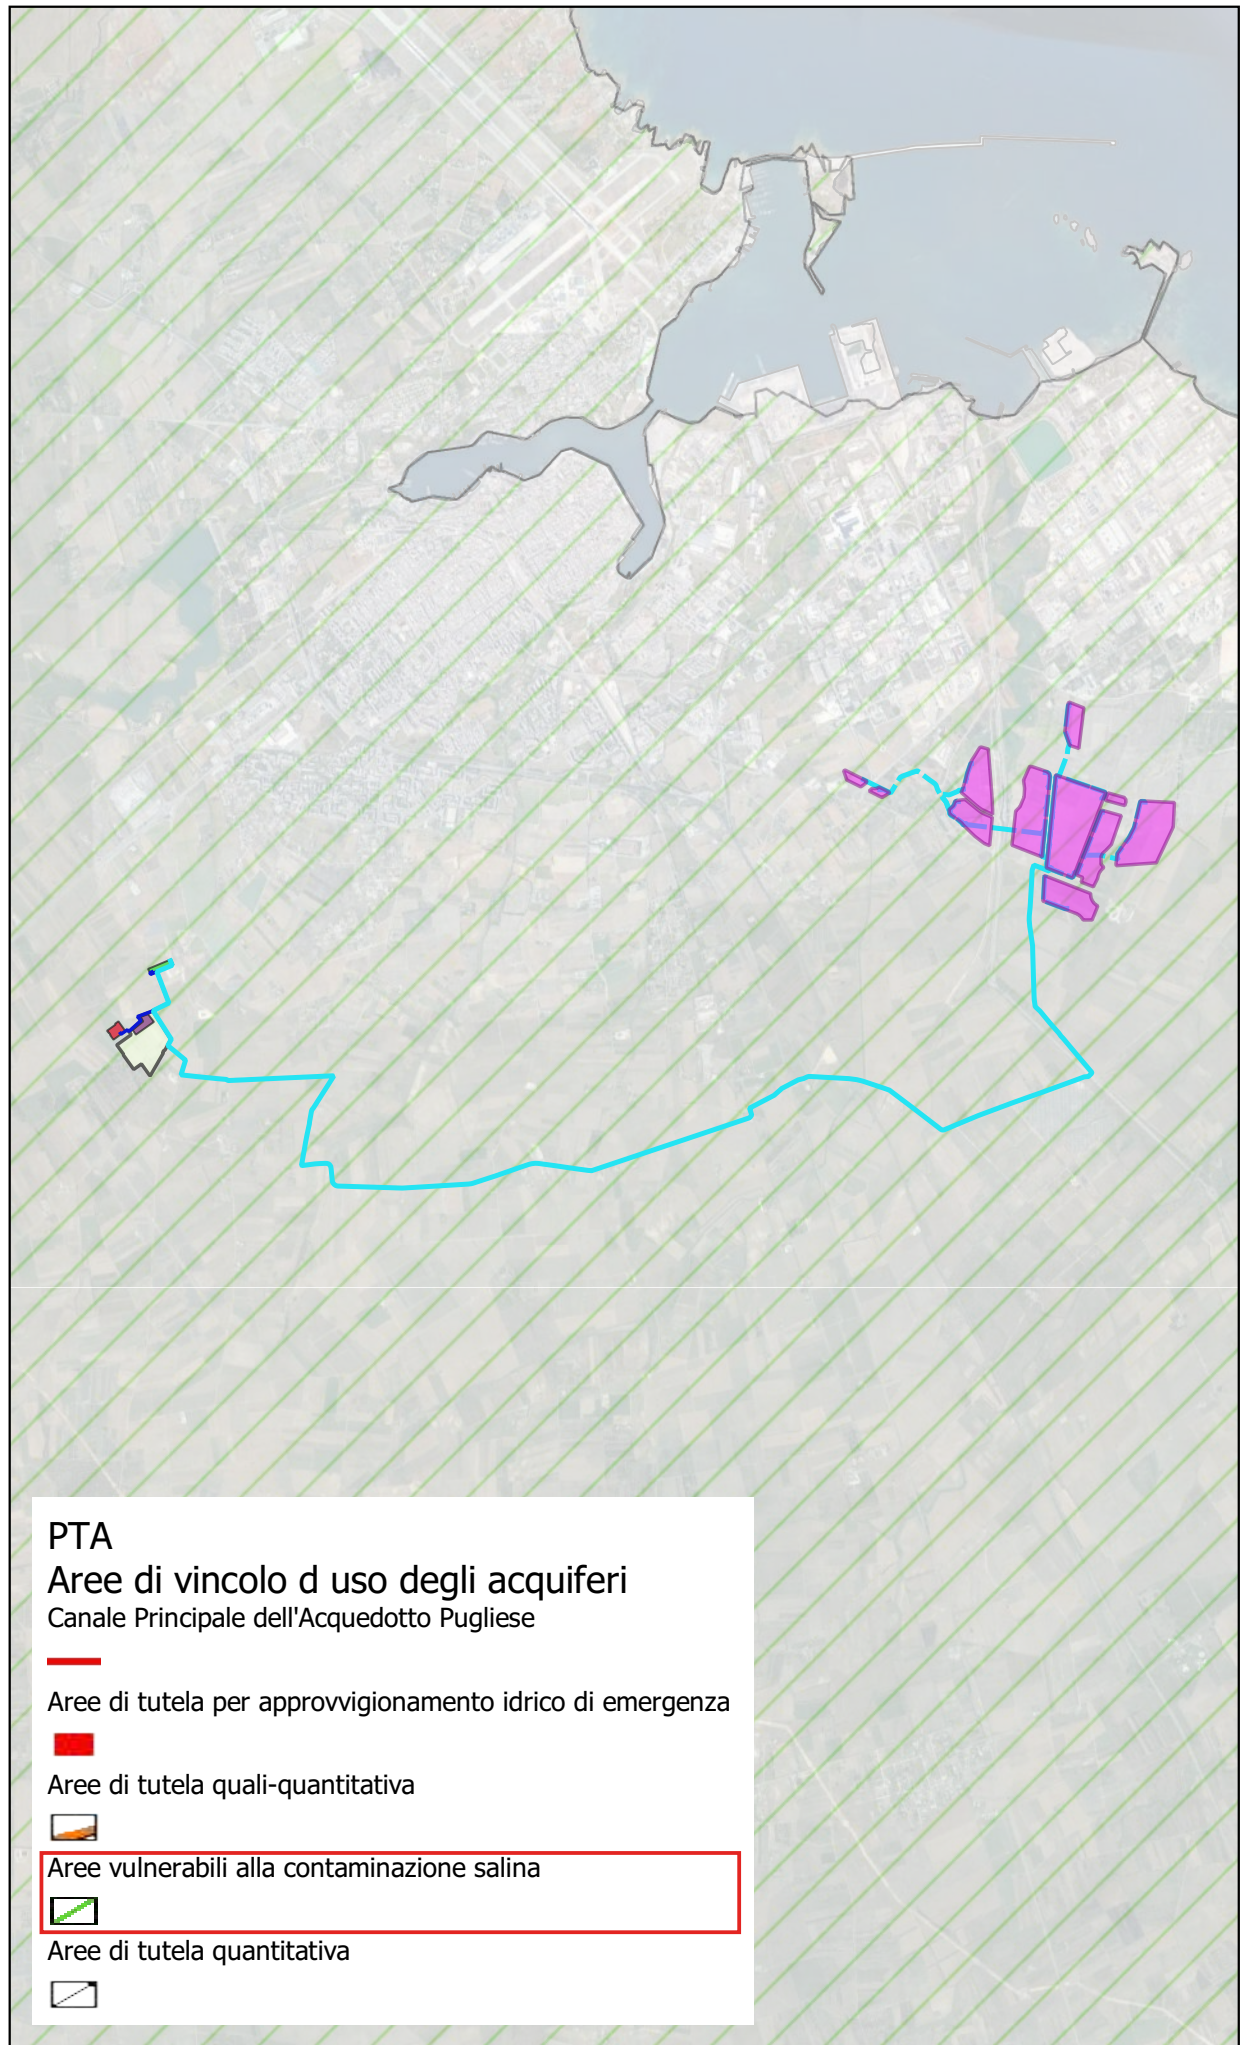 PTA
Aree di vincolo d uso degli acquiferi
Canale Principale dell'Acquedotto Pugliese
Aree di tutela per approvvigionamento idrico di emergenza
Aree di tutela quali-quantitativa
Aree vulnerabili alla contaminazione salina
Aree di tutela quantitativa